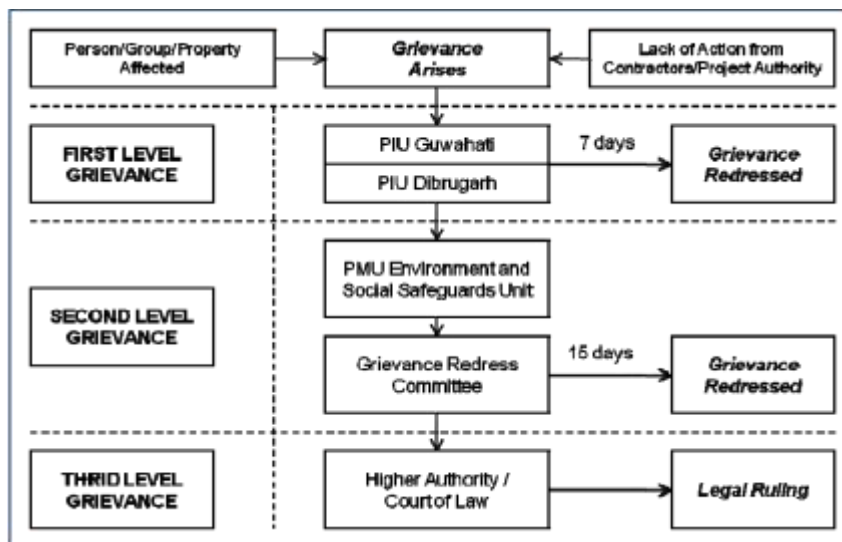 Person/Group/Property
Affected
Grievance
Arises
Lack of Action from
Contractors/Project Authority
FIRST LEVEL
GRIEVANCE
PIU Guwahati
PIU Dibrugarh
7 days
Grievance
Redressed
SECOND LEVEL
GRIEVANCE
PMU Environment and
Social Safeguards Unit
Grievance Redress
Committee
15 days
Grievance
Redressed
THRID LEVEL
GRIEVANCE
Higher Authority /
Court of Law
Legal Ruling